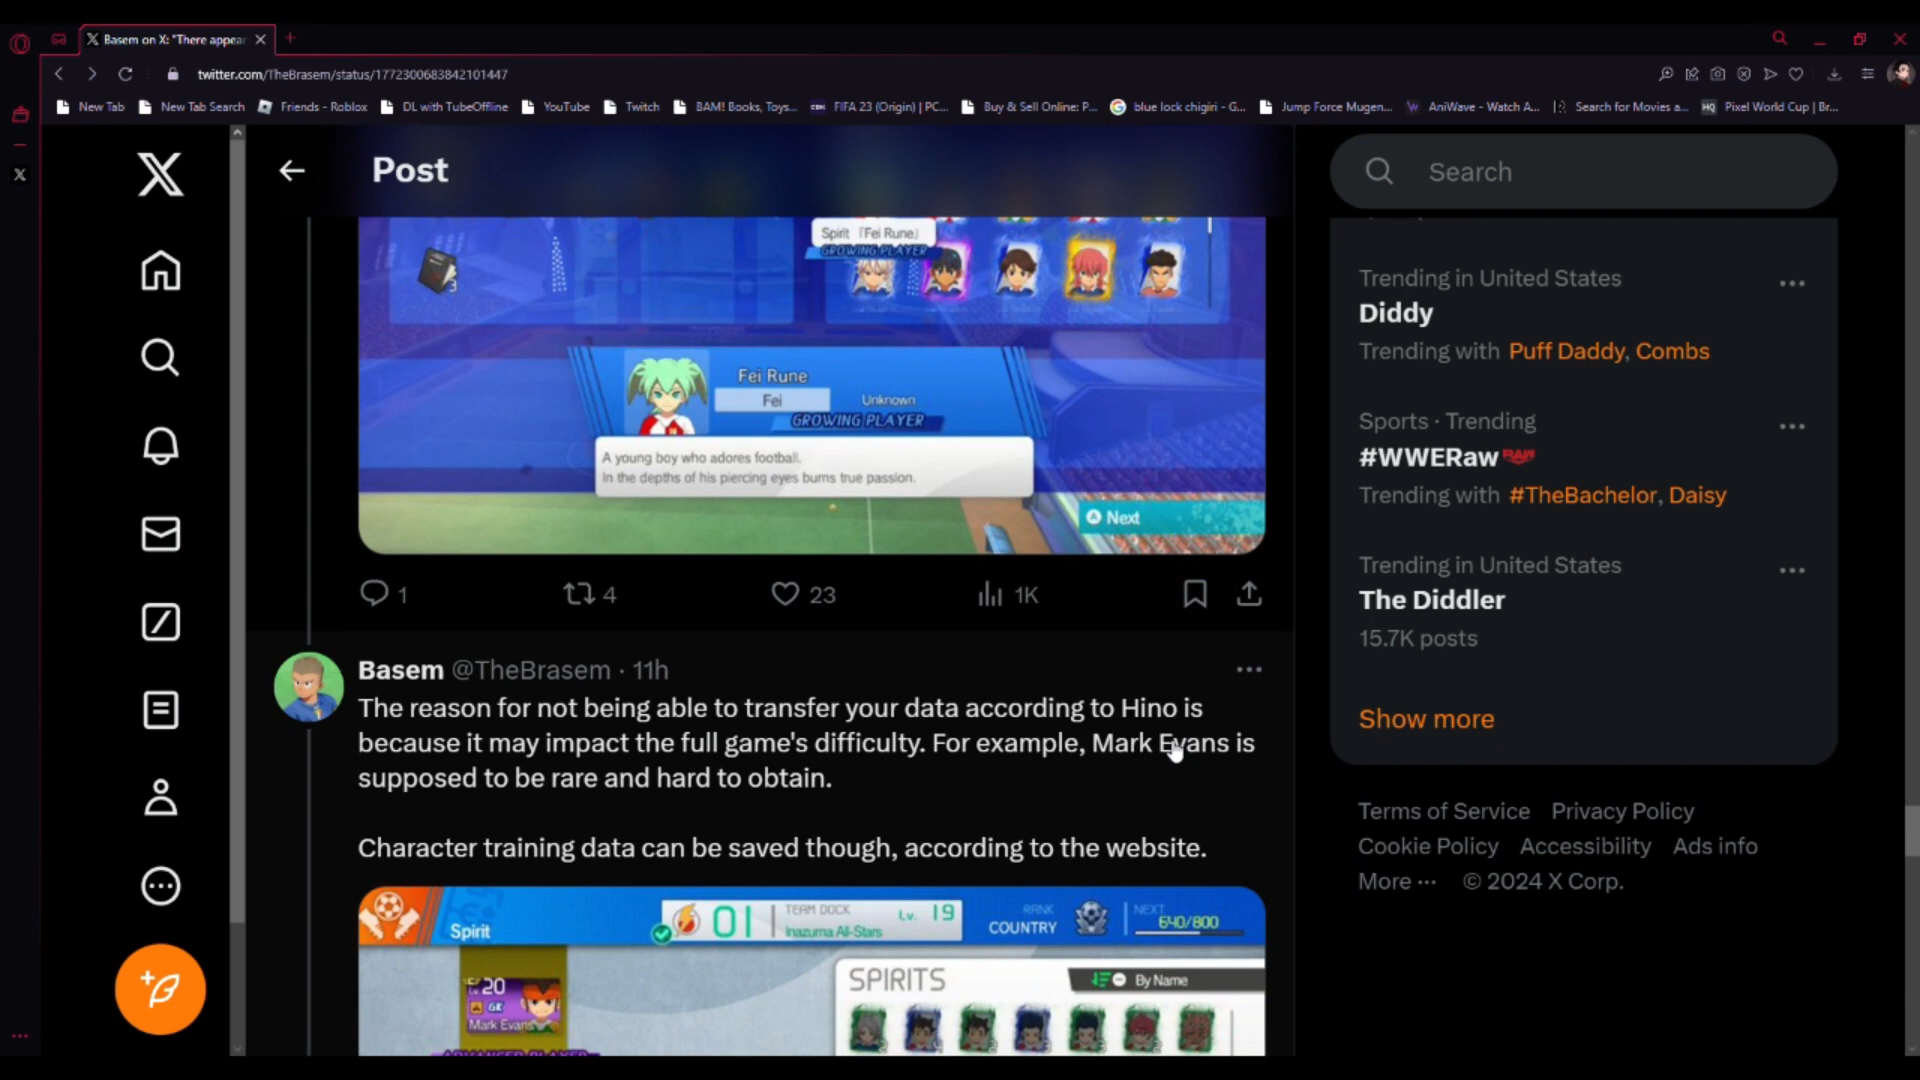 Basem on X: "There appear
twitter.com/TheBrasem/status/1772300683842101447
New Tab
New Tab Search
Friends - Roblox
DL with TubeOffline
YouTube
Twitch
BAM! Books, Toys...
FIFA 23 (Origin) | PC...
Buy & Sell Online: P...
blue lock chigiri - G...
Jump Force Mugen...
AniWave - Watch A...
Search for Movies a...
HQ
Pixel World Cup | Br...
Post
Search
Spirit「Fei Rune」
GROWING PLAYER
3
Fei Rune
Fei
Unknown
GROWING PLAYER
A young boy who adores football.
In the depths of his piercing eyes burns true passion.
A Next
1
4
23
1K
Basem @TheBrasem · 11h
The reason for not being able to transfer your data according to Hino is
because it may impact the full game's difficulty. For example, Mark Evans is
supposed to be rare and hard to obtain.
Character training data can be saved though, according to the website.
Spirit
01
TEAM DOCK
Lv. 19
Inazuma All-Stars
RANK
COUNTRY
NEXT
640/800
20
GK
Mark Evans
ADVANCED PLAYER
SPIRITS
By Name
Trending in United States
Diddy
Trending with Puff Daddy, Combs
Sports · Trending
#WWERaw RAW
Trending with #TheBachelor, Daisy
Trending in United States
The Diddler
15.7K posts
Show more
Terms of Service Privacy Policy
Cookie Policy Accessibility Ads info
More ··· © 2024 X Corp.